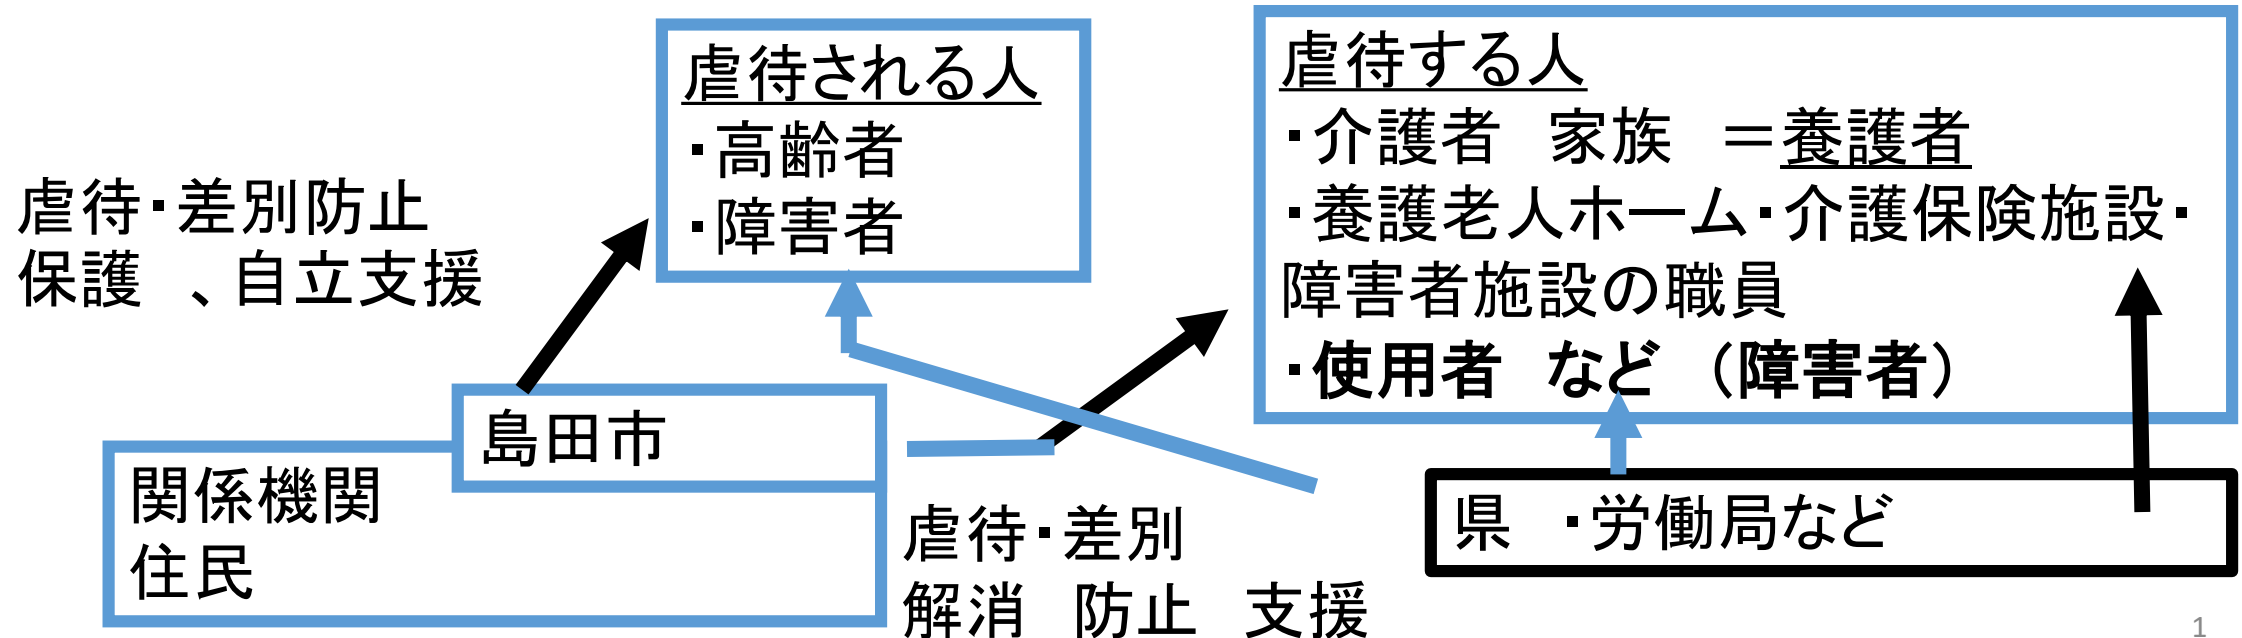 虐待される人
・高齢者
・障害者
虐待する人
・介護者　家族　＝養護者
・養護老人ホーム・介護保険施設・
障害者施設の職員
・使用者　など　（障害者）
虐待・差別防止
保護　、自立支援
島田市
関係機関
住民
虐待・差別
解消　防止　支援
県　・労働局など
1